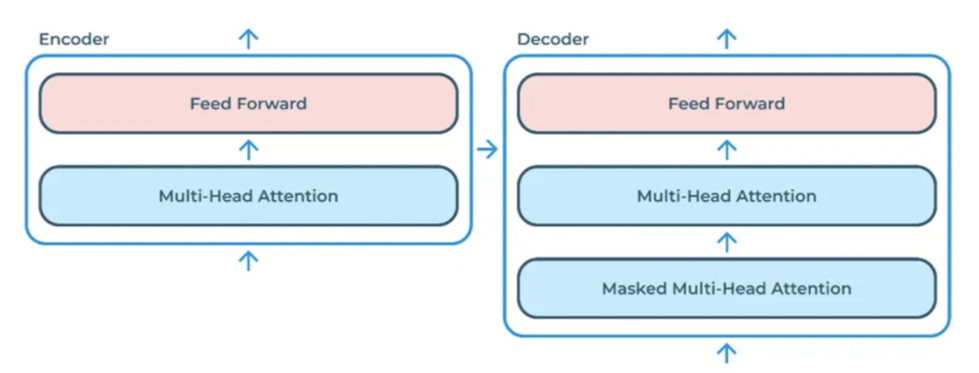 Encoder
Feed Forward
Multi-Head Attention
Decoder
Feed Forward
Multi-Head Attention
Masked Multi-Head Attention